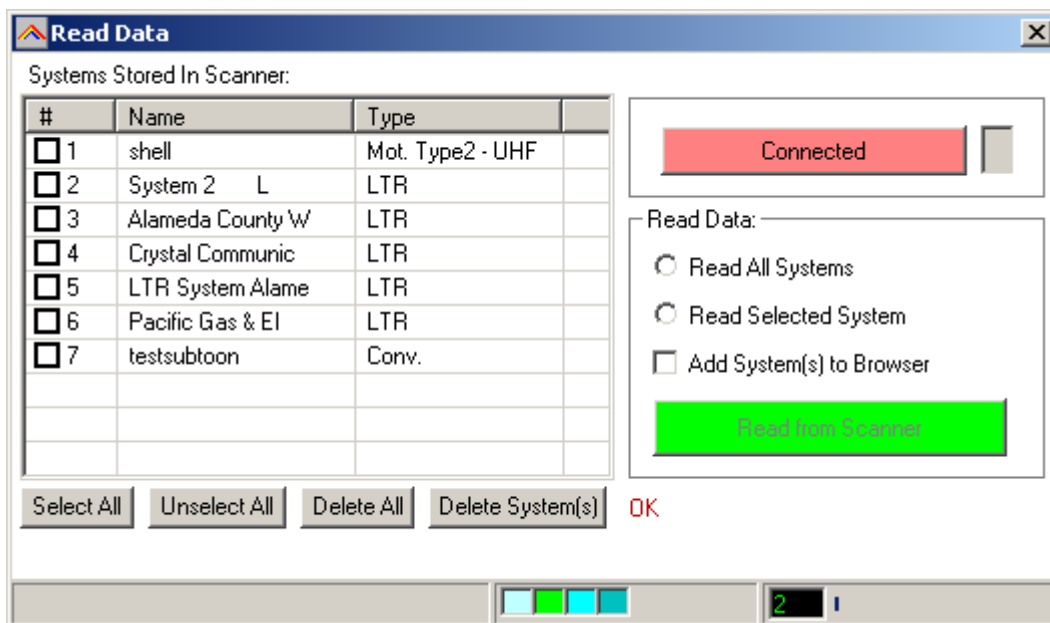 Read Data
Systems Stored In Scanner:
# Name Type
1 shell Mot. Type2 - UHF
2 System 2 L LTR
3 Alameda County W LTR
4 Crystal Communic LTR
5 LTR System Alame LTR
6 Pacific Gas & El LTR
7 testsubtoon Conv.
Select All Unselect All Delete All Delete System(s) OK
Connected
Read Data:
Read All Systems
Read Selected System
Add System(s) to Browser
Read from Scanner
2